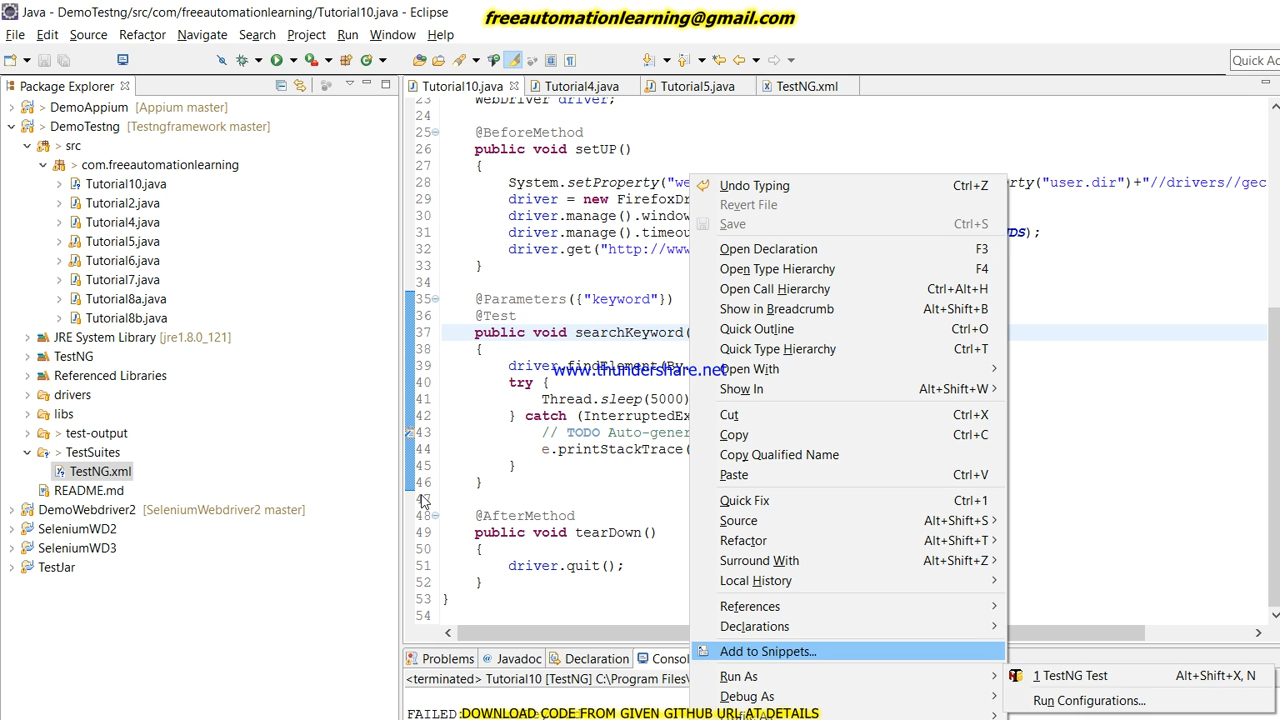 Java - DemoTestng/src/com/freeautomationlearning/Tutorial10.java - Eclipse
freeautomationlearning@gmail.com
File Edit Source Refactor Navigate Search Project Run Window Help
Quick Ac
Package Explorer
Tutorial10.java Tutorial4.java Tutorial5.java TestNG.xml
> DemoAppium [Appium master]
> DemoTestng [Testngframework master]
> src
> com.freeautomationlearning
Tutorial10.java
Tutorial2.java
Tutorial4.java
Tutorial5.java
Tutorial6.java
Tutorial7.java
Tutorial8a.java
Tutorial8b.java
JRE System Library [jre1.8.0_121]
TestNG
Referenced Libraries
drivers
libs
> test-output
> TestSuites
TestNG.xml
README.md
DemoWebdriver2 [SeleniumWebdriver2 master]
SeleniumWD2
SeleniumWD3
TestJar
23 WebDriver driver;
24
25 @BeforeMethod
26 public void setUP()
27 {
28 System.setProperty("we rty("user.dir")+"//drivers//gec
29 driver = new FirefoxDr
30 driver.manage().window
31 driver.manage().timeou DS);
32 driver.get("http://www
33 }
34
35 @Parameters({"keyword"})
36 @Test
37 public void searchKeyword(
38 {
39 driver.findElement(By.
www.thundershare.net
40 try {
41 Thread.sleep(5000)
42 } catch (InterruptedEx
43 // TODO Auto-gener
44 e.printStackTrace(
45 }
46 }
47
48 @AfterMethod
49 public void tearDown()
50 {
51 driver.quit();
52 }
53 }
54
Undo Typing Ctrl+Z
Revert File
Save Ctrl+S
Open Declaration F3
Open Type Hierarchy F4
Open Call Hierarchy Ctrl+Alt+H
Show in Breadcrumb Alt+Shift+B
Quick Outline Ctrl+O
Quick Type Hierarchy Ctrl+T
Open With
Show In Alt+Shift+W
Cut Ctrl+X
Copy Ctrl+C
Copy Qualified Name
Paste Ctrl+V
Quick Fix Ctrl+1
Source Alt+Shift+S
Refactor Alt+Shift+T
Surround With Alt+Shift+Z
Local History
References
Declarations
Add to Snippets...
Run As
Debug As
1 TestNG Test Alt+Shift+X, N
Run Configurations...
Problems Javadoc Declaration Conso
<terminated> Tutorial10 [TestNG] C:\Program Files\
FAILED: DOWNLOAD CODE FROM GIVEN GITHUB URL AT DETAILS